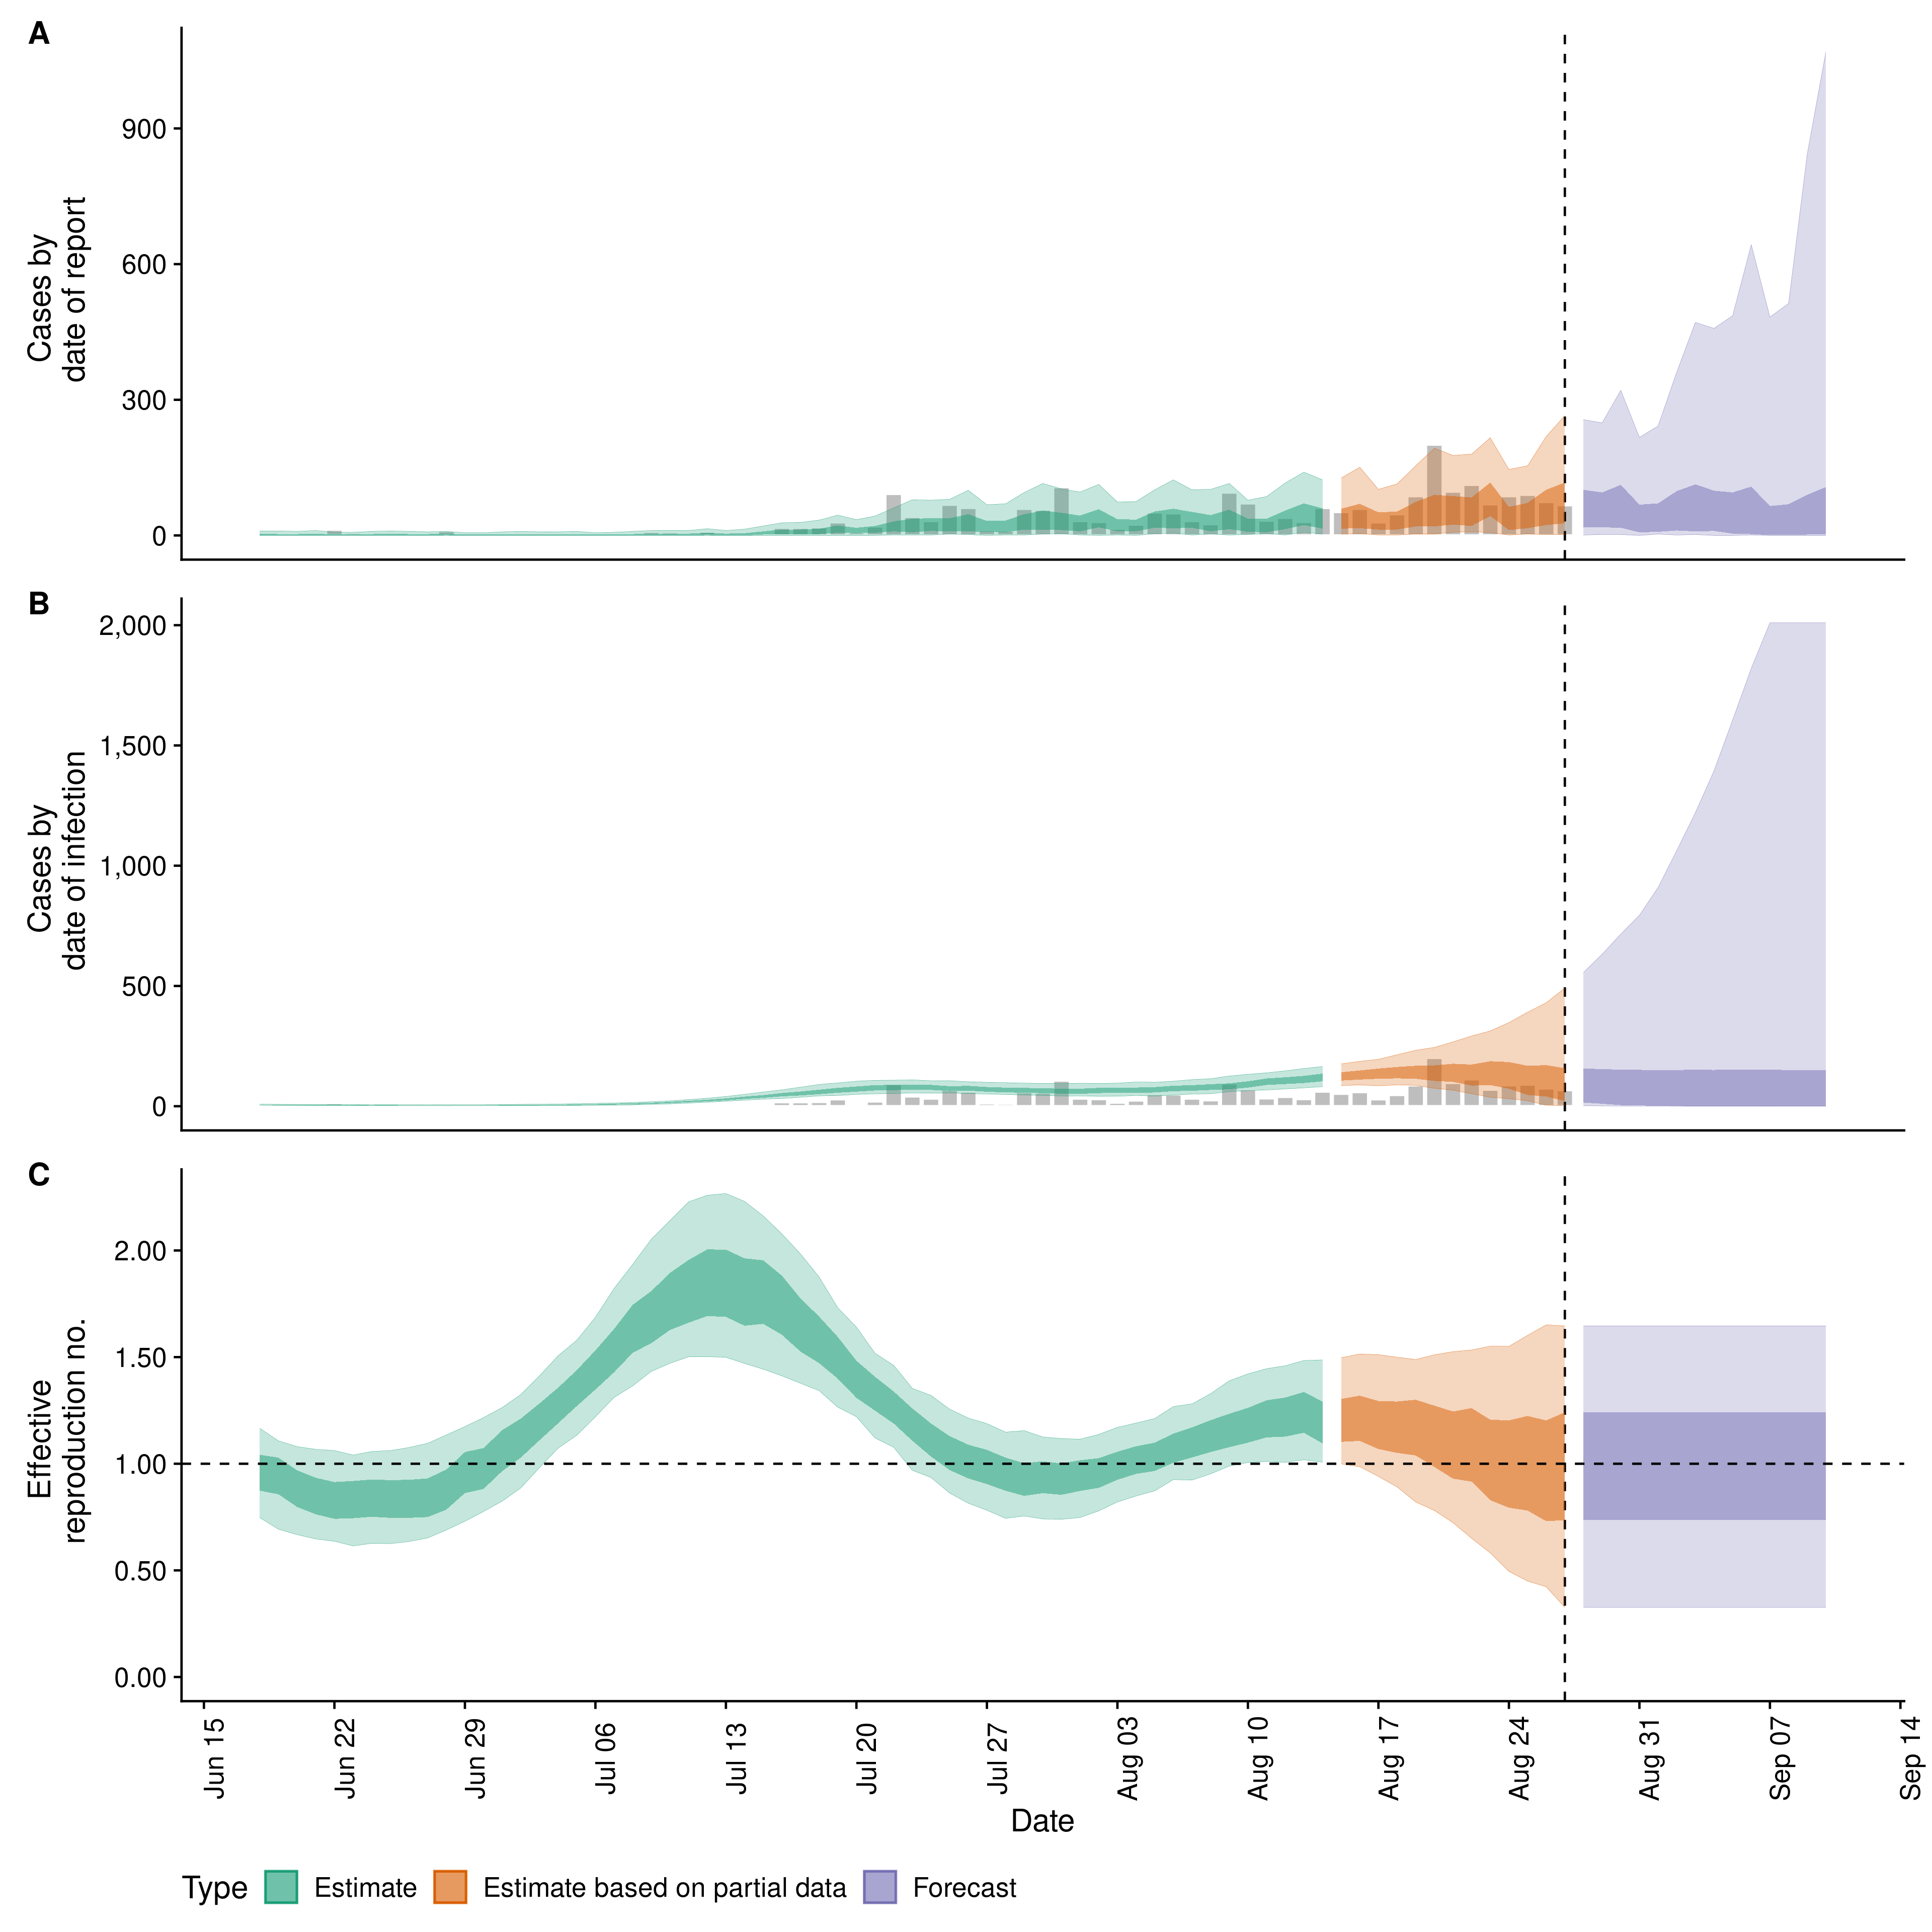 A
Cases by
date of report
900
600
300
0
B
Cases by
date of infection
2,000
1,500
1,000
500
0
C
Effective
reproduction no.
2.00
1.50
1.00
0.50
0.00
Jun 15
Jun 22
Jun 29
Jul 06
Jul 13
Jul 20
Jul 27
Aug 03
Aug 10
Aug 17
Aug 24
Aug 31
Sep 07
Sep 14
Date
Type Estimate Estimate based on partial data Forecast